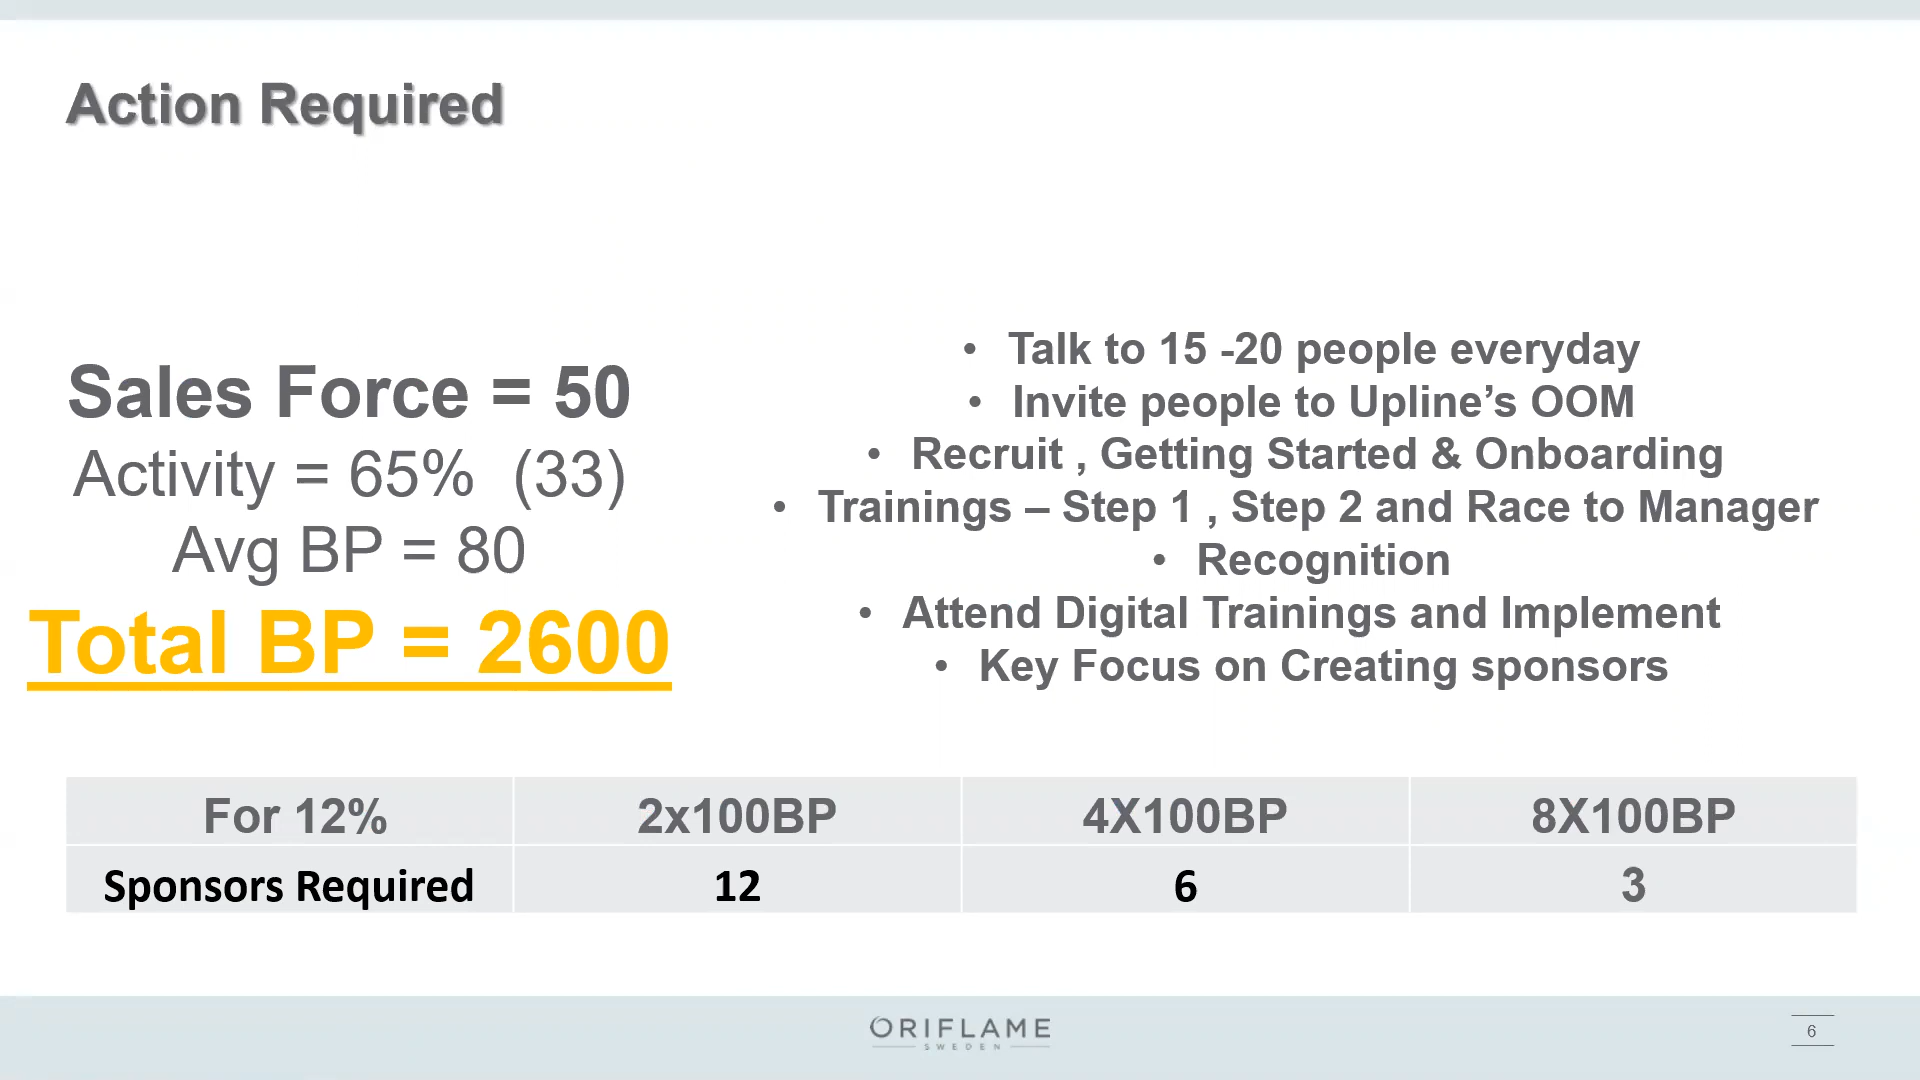 Action Required
Sales Force = 50
Activity = 65% (33)
Avg BP = 80
Total BP = 2600
• Talk to 15 -20 people everyday
• Invite people to Upline’s OOM
• Recruit , Getting Started & Onboarding
• Trainings – Step 1 , Step 2 and Race to Manager
• Recognition
• Attend Digital Trainings and Implement
• Key Focus on Creating sponsors
For 12% 2x100BP 4X100BP 8X100BP
Sponsors Required 12 6 3
ORIFLAME
SWEDEN
6